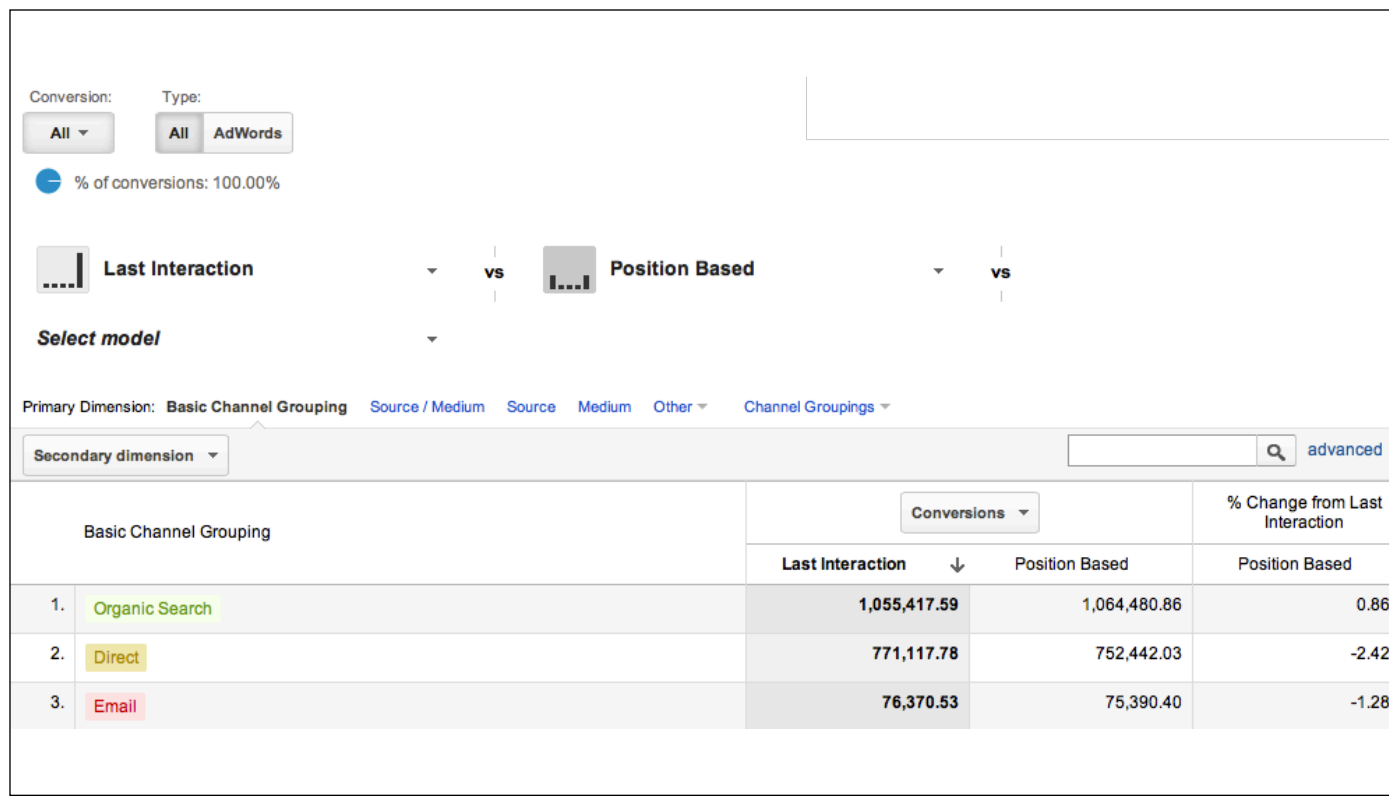 Conversion: Type:
All All AdWords
% of conversions: 100.00%
Last Interaction vs Position Based vs
Select model
Primary Dimension: Basic Channel Grouping Source / Medium Source Medium Other Channel Groupings
Secondary dimension advanced
Basic Channel Grouping Conversions % Change from Last
Interaction
Last Interaction Position Based Position Based
1. Organic Search 1,055,417.59 1,064,480.86 0.86
2. Direct 771,117.78 752,442.03 -2.42
3. Email 76,370.53 75,390.40 -1.28